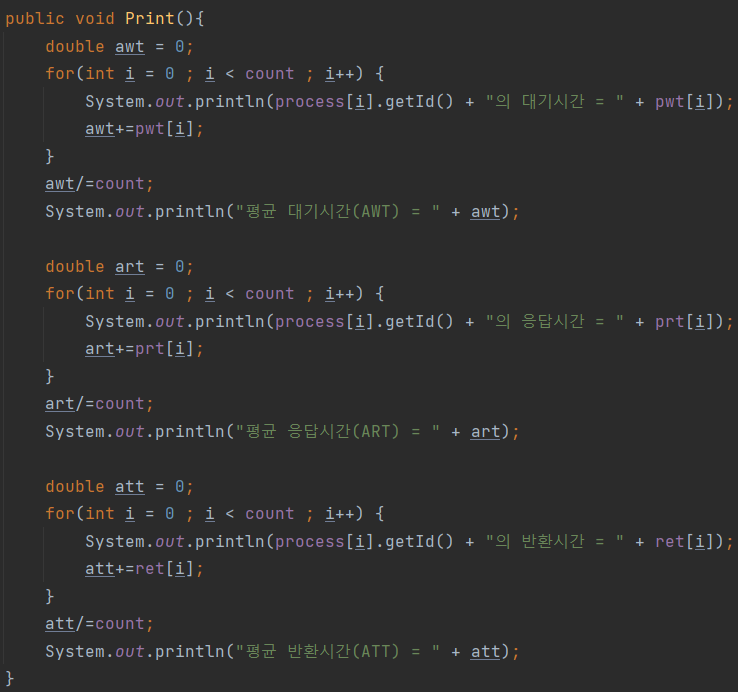 public void Print(){
    double awt = 0;
    for(int i = 0 ; i < count ; i++) {
        System.out.println(process[i].getId() + "의 대기시간 = " + pwt[i]);
        awt+=pwt[i];
    }
    awt/=count;
    System.out.println("평균 대기시간(AWT) = " + awt);

    double art = 0;
    for(int i = 0 ; i < count ; i++) {
        System.out.println(process[i].getId() + "의 응답시간 = " + prt[i]);
        art+=prt[i];
    }
    art/=count;
    System.out.println("평균 응답시간(ART) = " + art);

    double att = 0;
    for(int i = 0 ; i < count ; i++) {
        System.out.println(process[i].getId() + "의 반환시간 = " + ret[i]);
        att+=ret[i];
    }
    att/=count;
    System.out.println("평균 반환시간(ATT) = " + att);
}